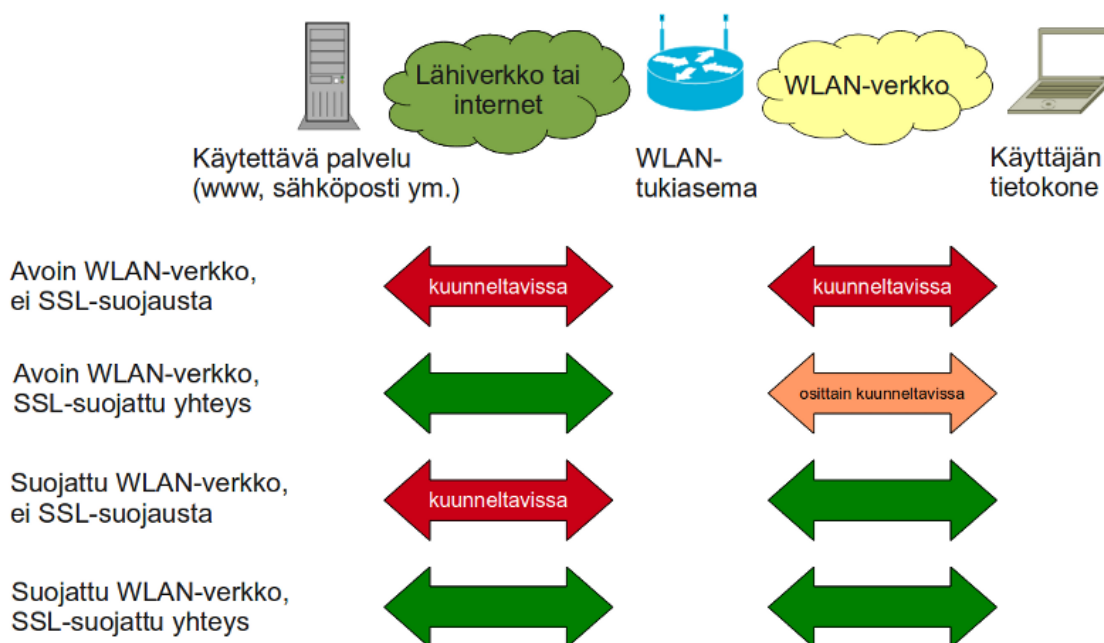 Lähiverkko tai
internet
WLAN-verkko
Käytettävä palvelu
(www, sähköposti ym.)
WLAN-
tukiasema
Käyttäjän
tietokone
Avoin WLAN-verkko,
ei SSL-suojausta
kuunneltavissa
kuunneltavissa
Avoin WLAN-verkko,
SSL-suojattu yhteys
osittain kuunneltavissa
Suojattu WLAN-verkko,
ei SSL-suojausta
kuunneltavissa
Suojattu WLAN-verkko,
SSL-suojattu yhteys